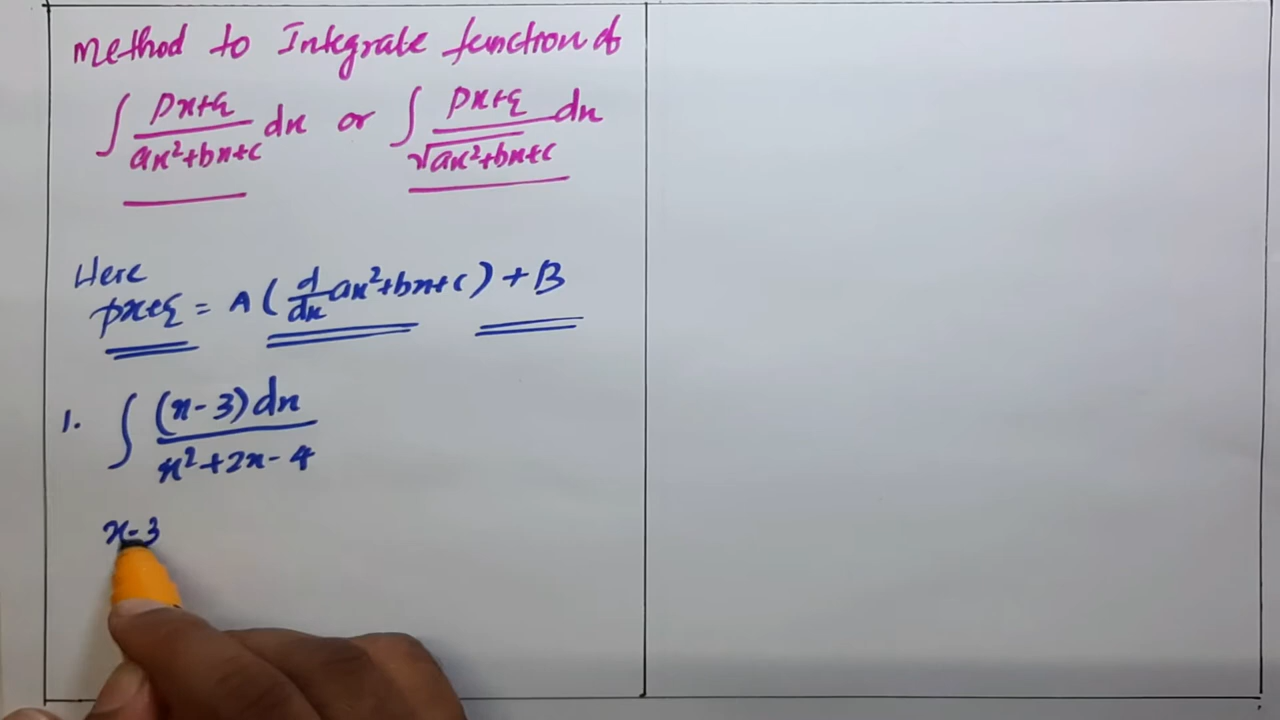 Method to Integrate function of
∫ px+q / ax²+bx+c dx or ∫ px+q / √ax²+bx+c dx
Here
px+q = A ( d/dx ax²+bx+c ) + B
1. ∫ (x-3) dx / x²+2x-4
x-3